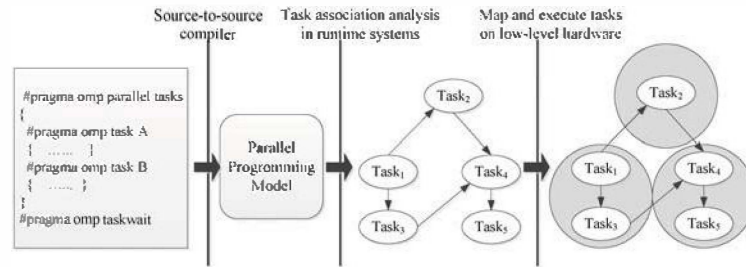 Source-to-source
compiler
Task association analysis
in runtime systems
Map and execute tasks
on low-level hardware
#pragma omp parallel tasks
{
#pragma omp task A
{ ...... }
#pragma omp task B
{ ...... }
}
#pragma omp taskwait
Parallel
Programming
Model
Task2
Task1
Task4
Task3
Task5
Task2
Task1
Task4
Task3
Task5